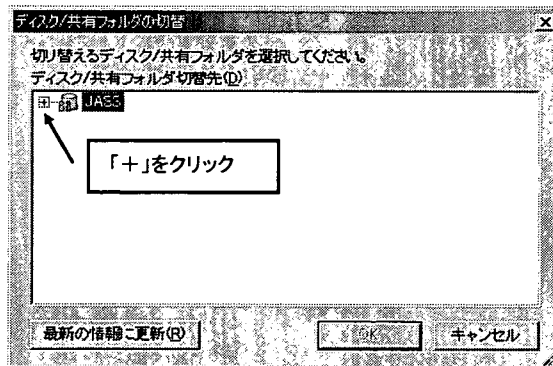 ディスク/共有フォルダの切替
切り替えるディスク/共有フォルダを選択してください。
ディスク/共有フォルダ切替先(D)
JASS
「+」をクリック
最新の情報に更新(R)
OK
キャンセル